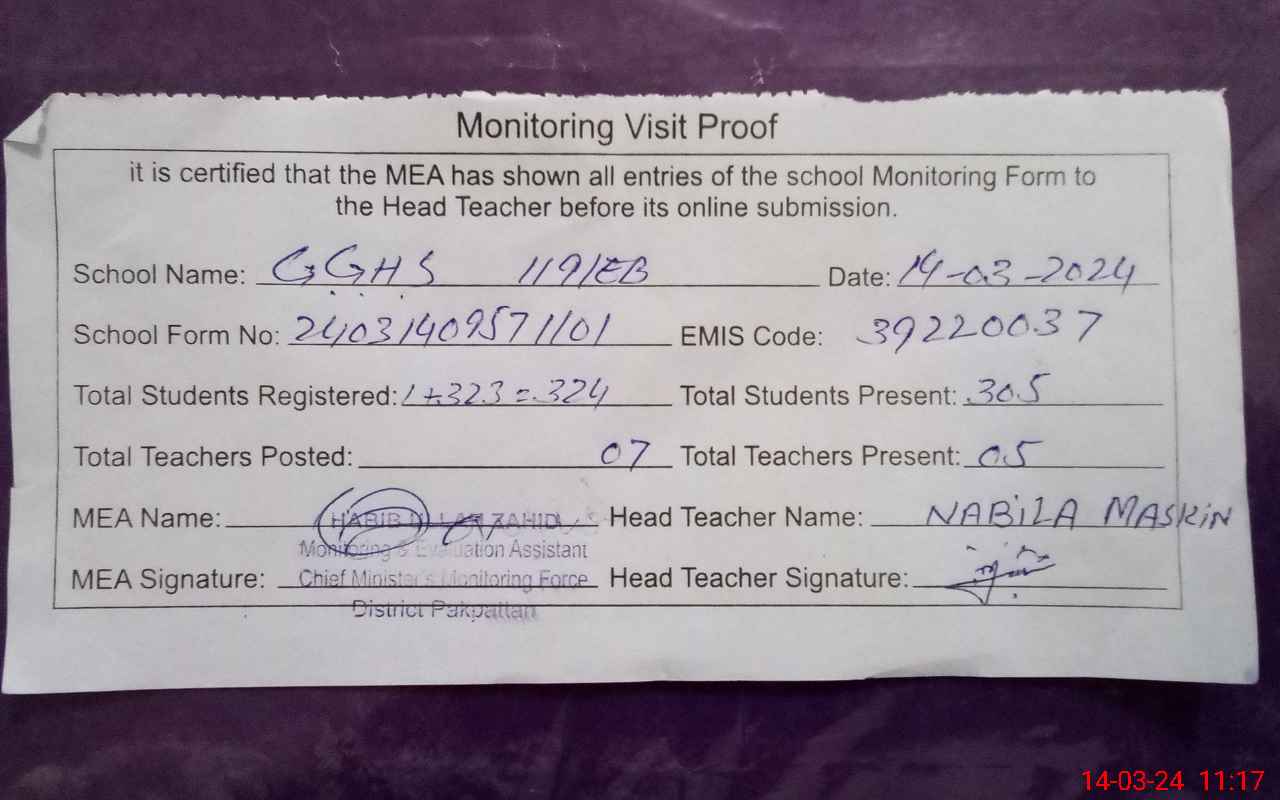 Monitoring Visit Proof
it is certified that the MEA has shown all entries of the school Monitoring Form to
the Head Teacher before its online submission.
School Name: GGHS 119/EB Date: 14-03-2024
School Form No: 24031409571101 EMIS Code: 39220037
Total Students Registered: 1+323=324 Total Students Present: 305
Total Teachers Posted: 07 Total Teachers Present: 05
MEA Name: HABIB ULLAH ZAHID Head Teacher Name: NABILA MASKIN
Monitoring & Evaluation Assistant
MEA Signature: Chief Minister's Monitoring Force Head Teacher Signature:
District Pakpattan
14-03-24 11:17